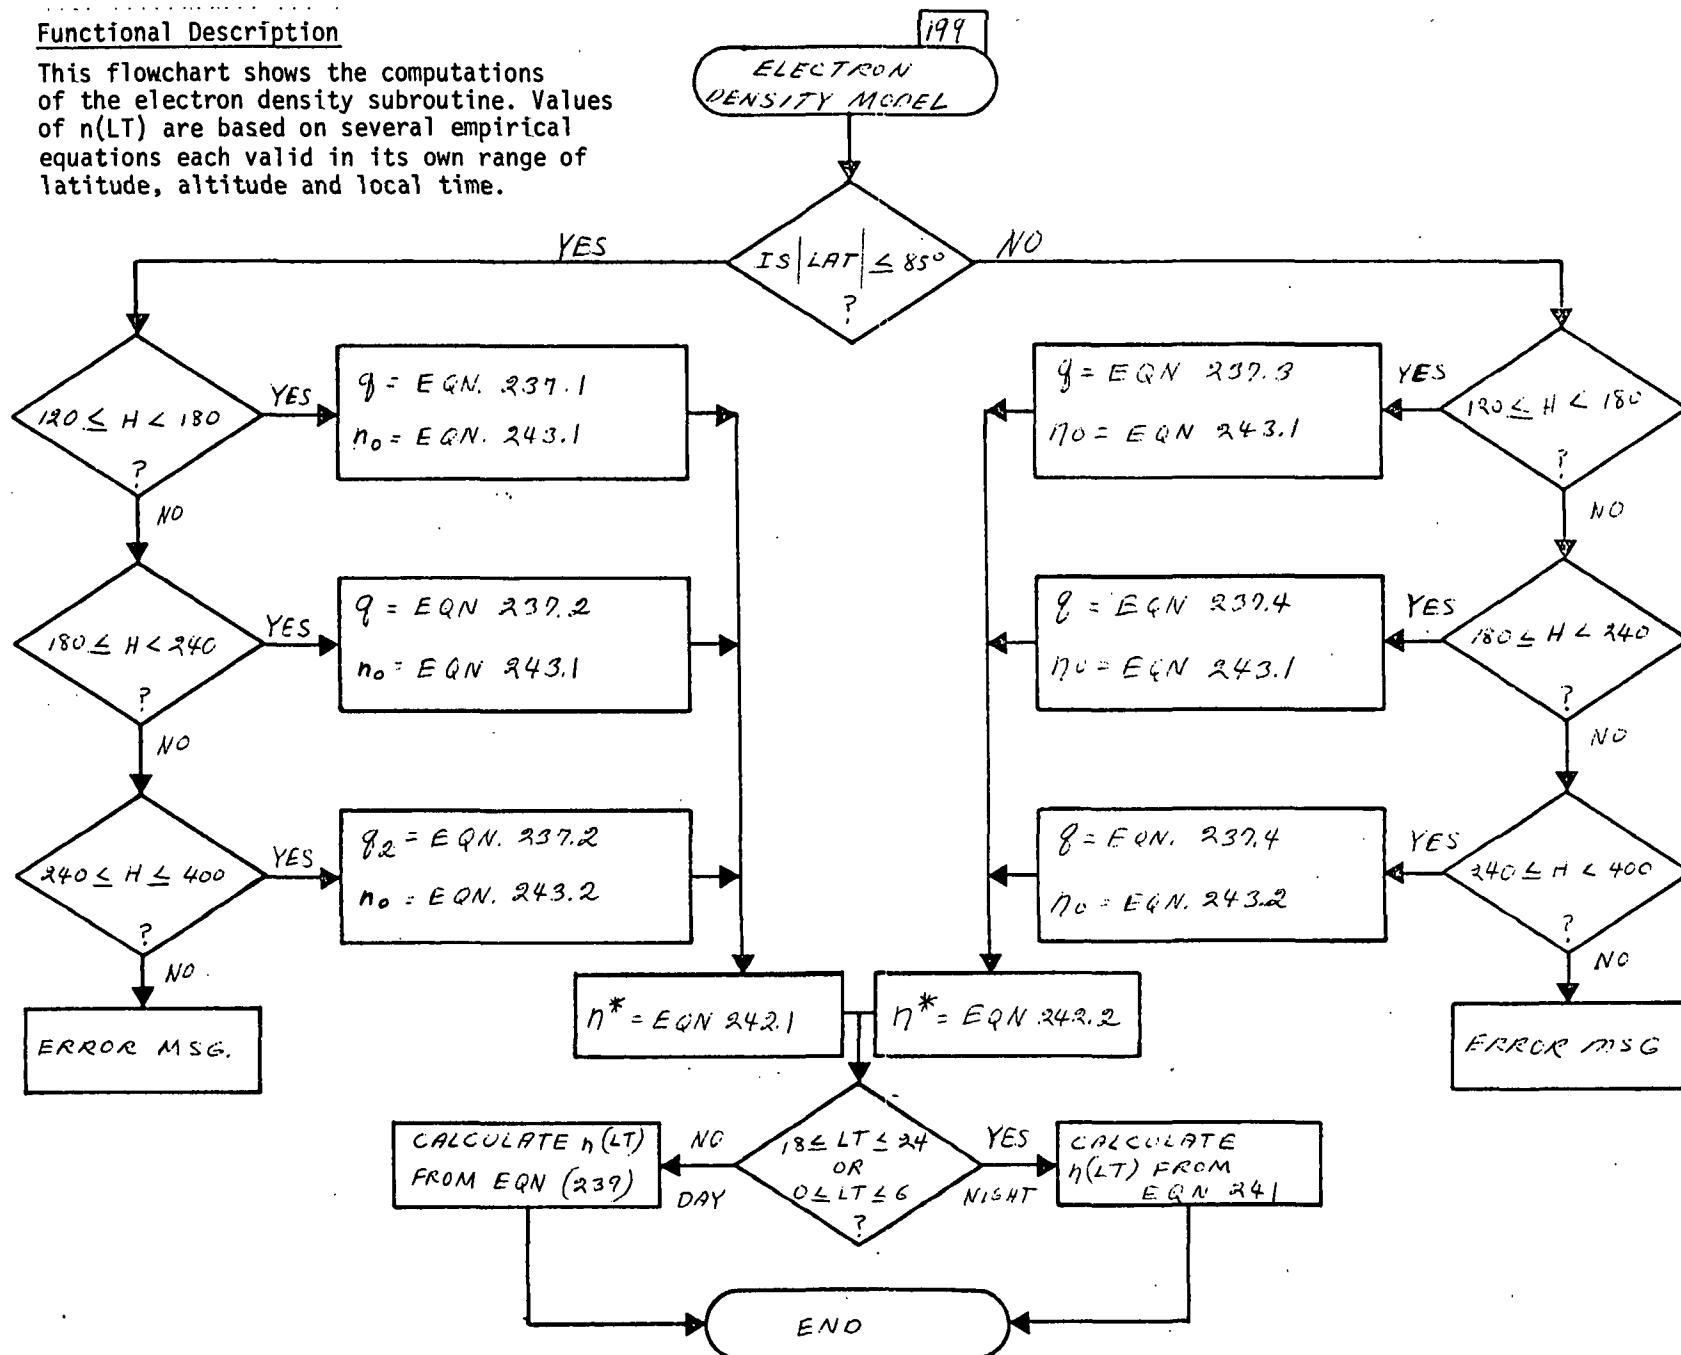 Functional Description
This flowchart shows the computations
of the electron density subroutine. Values
of n(LT) are based on several empirical
equations each valid in its own range of
latitude, altitude and local time.
199
ELECTRON
DENSITY MODEL
IS |LAT| ≤ 85°
?
YES
NO
120 ≤ H < 180
?
YES
NO
q = EQN. 237.1
n₀ = EQN. 243.1
q = EQN 237.3
n₀ = EQN 243.1
YES
120 ≤ H < 180
?
NO
180 ≤ H < 240
?
YES
NO
q = EQN 237.2
n₀ = EQN 243.1
q = EQN 237.4
n₀ = EQN 243.1
YES
180 ≤ H < 240
?
NO
240 ≤ H ≤ 400
?
YES
NO
q₂ = EQN. 237.2
n₀ = EQN. 243.2
q = EQN. 237.4
n₀ = EQN. 243.2
YES
240 ≤ H < 400
?
NO
ERROR MSG.
n* = EQN 242.1
n* = EQN 242.2
ERROR MSG
CALCULATE n(LT)
FROM EQN (239)
NO
DAY
18 ≤ LT ≤ 24
OR
0 ≤ LT ≤ 6
?
YES
NIGHT
CALCULATE
n(LT) FROM
EQN 241
END